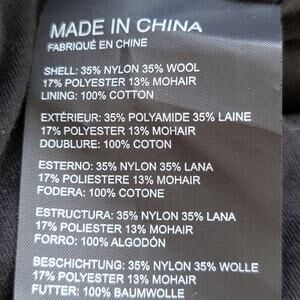 MADE IN CHINA
FABRIQUÉ EN CHINE
SHELL: 35% NYLON 35% WOOL
17% POLYESTER 13% MOHAIR
LINING: 100% COTTON
EXTÉRIEUR: 35% POLYAMIDE 35% LAINE
17% POLYESTER 13% MOHAIR
DOUBLURE: 100% COTON
ESTERNO: 35% NYLON 35% LANA
17% POLIESTERE 13% MOHAIR
FODERA: 100% COTONE
ESTRUCTURA: 35% NYLON 35% LANA
17% POLIESTER 13% MOHAIR
FORRO: 100% ALGODÓN
BESCHICHTUNG: 35% NYLON 35% WOLLE
17% POLYESTER 13% MOHAIR
FUTTER: 100% BAUMWOLLE